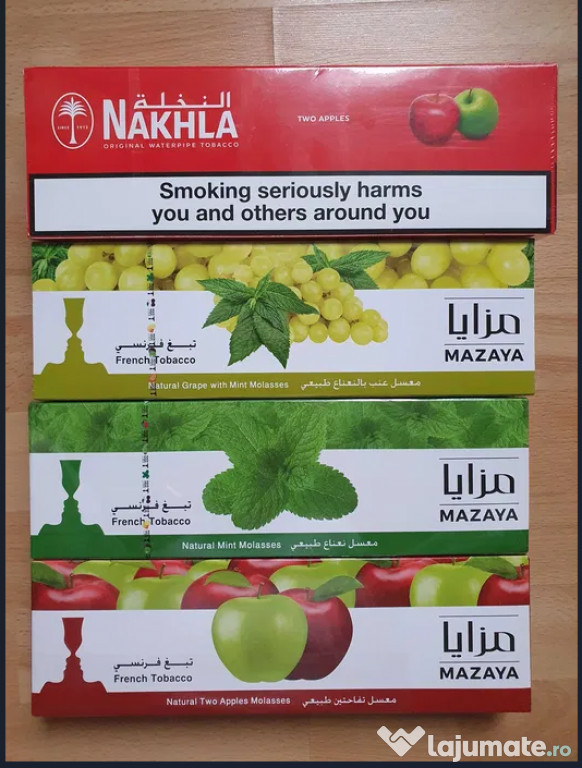 النخلة
NAKHLA
SINCE 1913
ORIGINAL WATERPIPE TOBACCO
TWO APPLES
Smoking seriously harms
you and others around you
مزايا
MAZAYA
تبغ فرنسي
French Tobacco
Natural Grape with Mint Molasses معسل عنب بالنعناع طبيعي
مزايا
MAZAYA
تبغ فرنسي
French Tobacco
Natural Mint Molasses معسل نعناع طبيعي
مزايا
MAZAYA
تبغ فرنسي
French Tobacco
Natural Two Apples Molasses معسل تفاحتين طبيعي
lajumate.ro